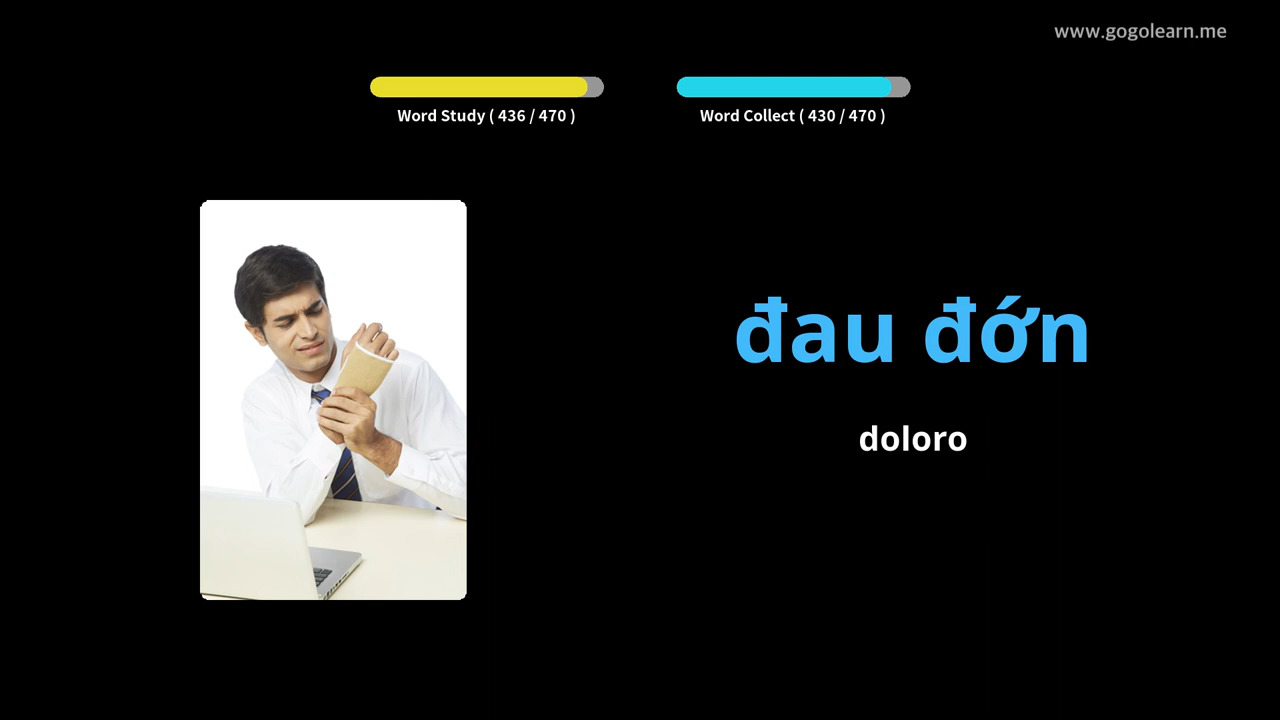 www.gogolearn.me
Word Study ( 436 / 470 )
Word Collect ( 430 / 470 )
đau đớn
doloro